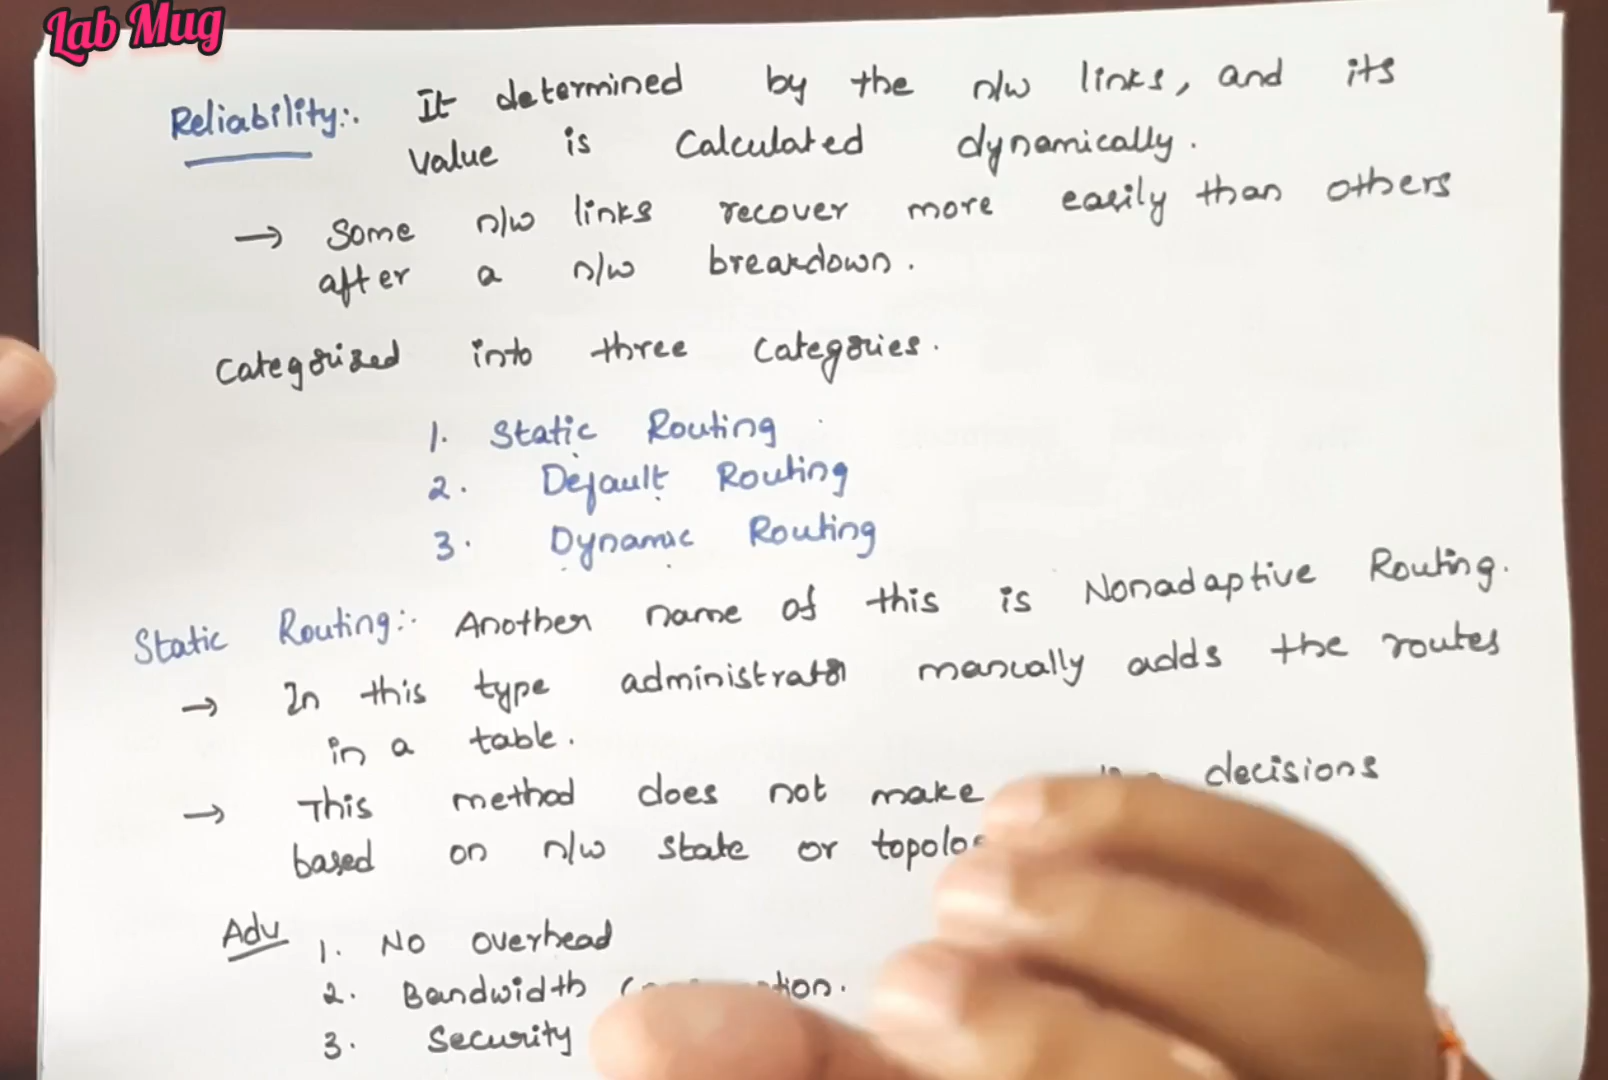 Lab Mug
Reliability:. It determined by the n/w links, and its
value is calculated dynamically.
→ Some n/w links recover more easily than others
after a n/w breakdown.
Categorized into three categories.
1. Static Routing
2. Default Routing
3. Dynamic Routing
Static Routing:. Another name of this is Nonadaptive Routing.
→ In this type administrator manually adds the routes
in a table.
→ This method does not make decisions
based on n/w state or
Adv
1. No overhead
2. Bandwidth
3. Security